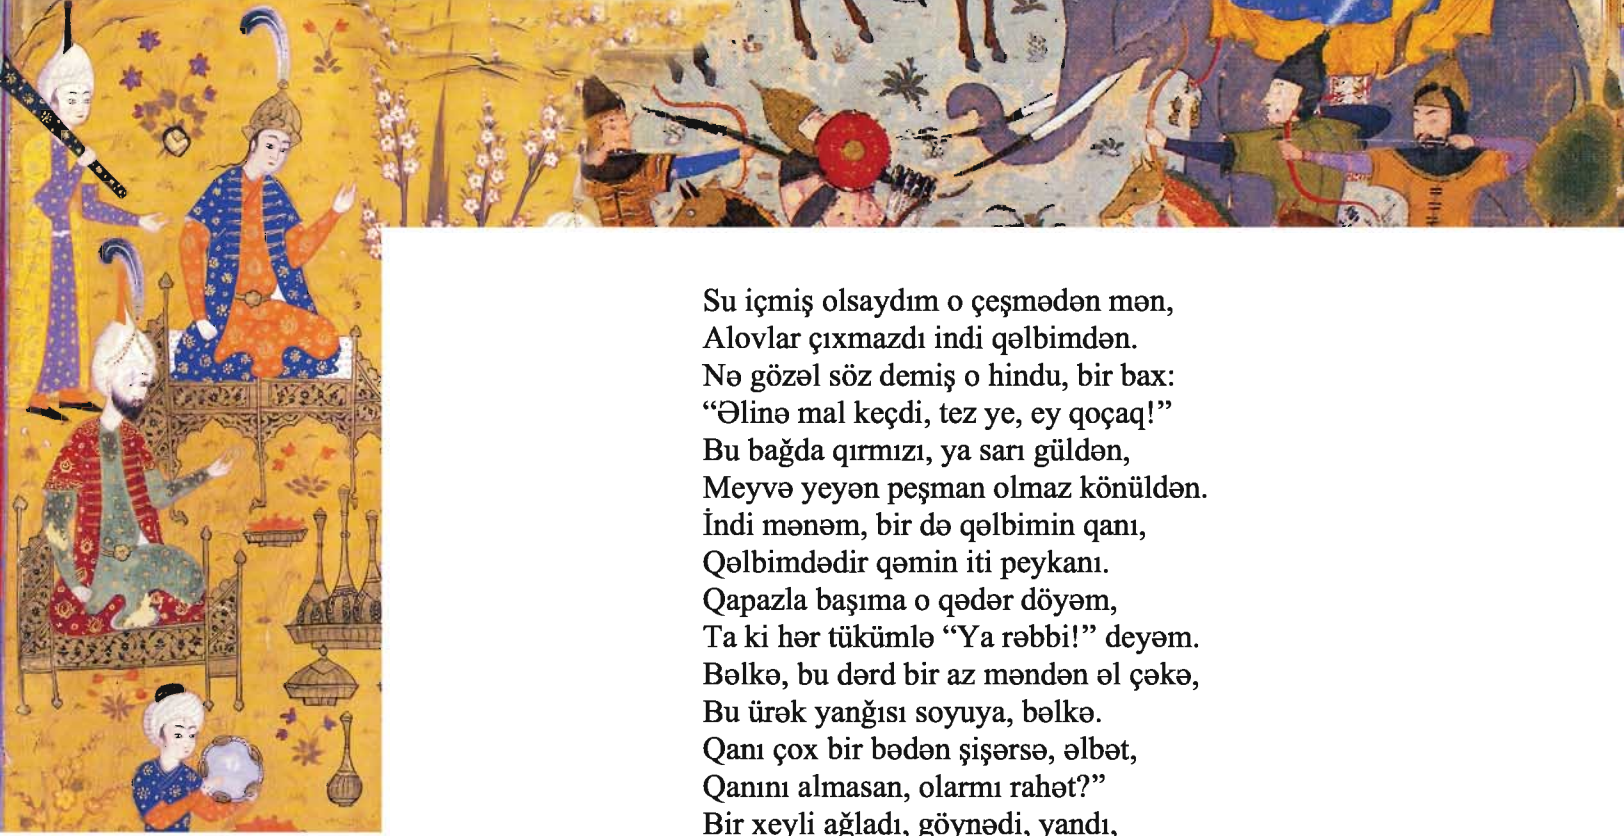 Su içmiş olsaydım o çeşmədən mən,
Alovlar çıxmazdı indi qəlbimdən.
Nə gözəl söz demiş o hindu, bir bax:
“Əlinə mal keçdi, tez ye, ey qoçaq!”
Bu bağda qırmızı, ya sarı güldən,
Meyvə yeyən peşman olmaz könüldən.
İndi mənəm, bir də qəlbimin qanı,
Qəlbimdədir qəmin iti peykanı.
Qapazla başıma o qədər döyəm,
Ta ki hər tükümlə “Ya rəbbi!” deyəm.
Bəlkə, bu dərd bir az məndən əl çəkə,
Bu ürək yanğısı soyuya, bəlkə.
Qanı çox bir bədən şişərsə, əlbət,
Qanını almasan, olarmı rahət?”
Bir xeyli ağladı, göynədi, yandı,